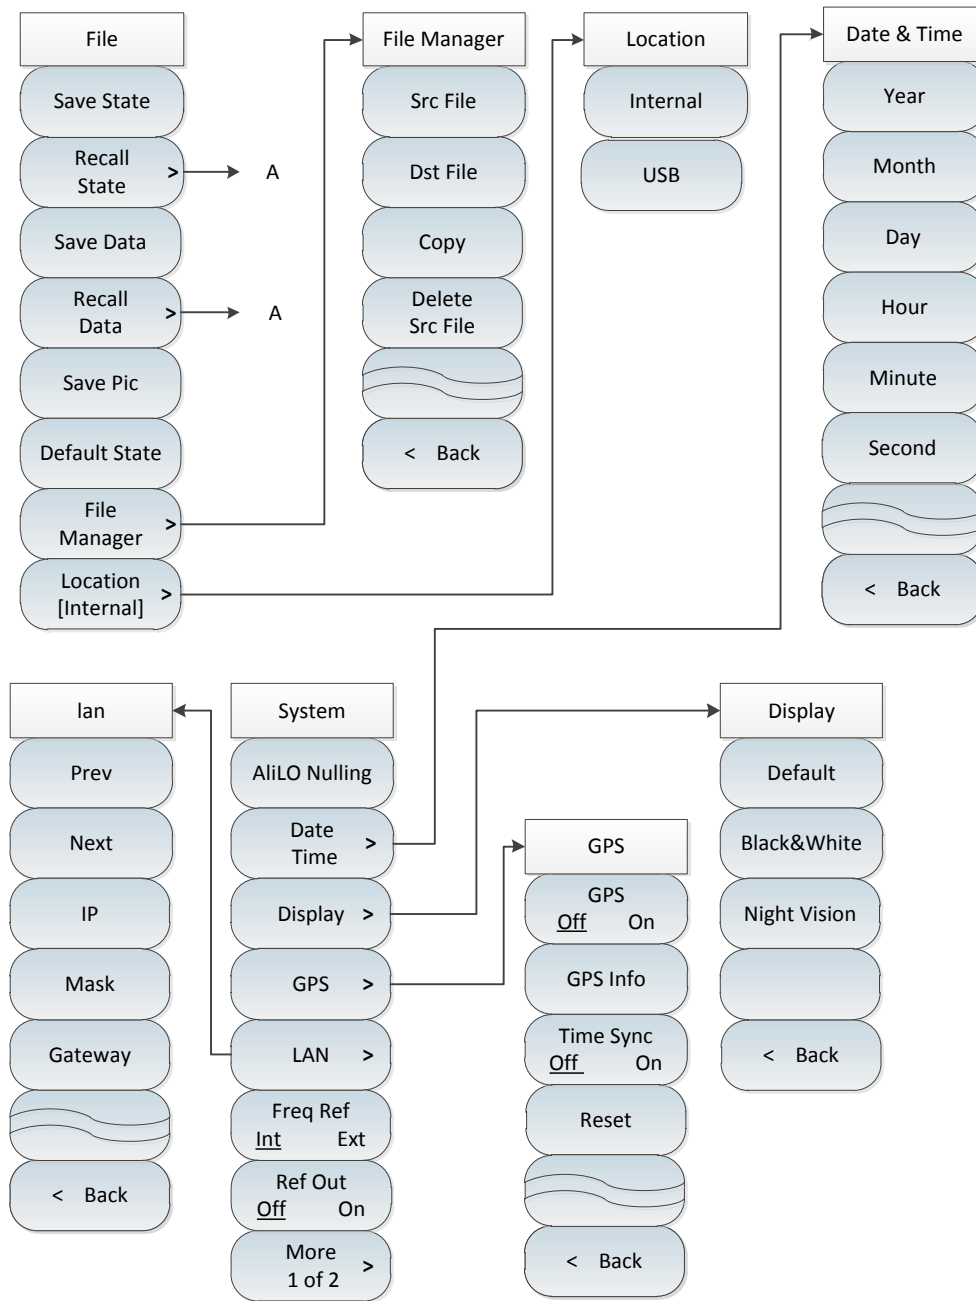 File
Save State
Recall
State >
A
Save Data
Recall
Data >
A
Save Pic
Default State
File
Manager >
Location
[Internal] >
File Manager
Src File
Dst File
Copy
Delete
Src File
< Back
Location
Internal
USB
Date & Time
Year
Month
Day
Hour
Minute
Second
< Back
lan
Prev
Next
IP
Mask
Gateway
< Back
System
AliLO Nulling
Date
Time >
Display >
GPS >
LAN >
Freq Ref
Int Ext
Ref Out
Off On
More
1 of 2 >
GPS
GPS
Off On
GPS Info
Time Sync
Off On
Reset
< Back
Display
Default
Black&White
Night Vision
< Back